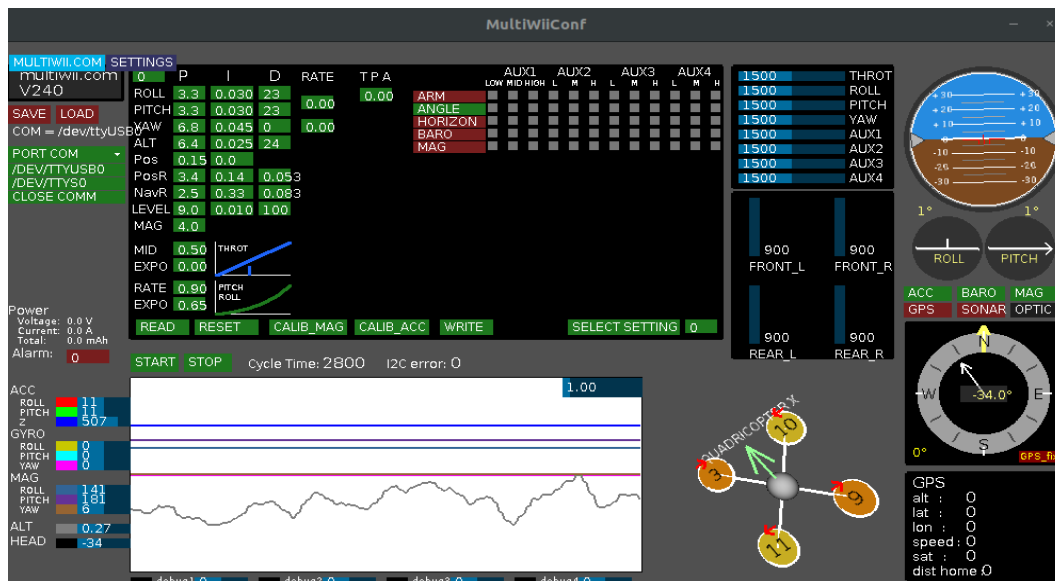 MultiWiiConf
MULTIWII.COM SETTINGS
multiwii.com
V240
SAVE LOAD
COM = /dev/ttyUSB0
PORT COM
/DEV/TTYUSB0
/DEV/TTYS0
CLOSE COMM
0 P I D RATE T P A
ROLL 3.3 0.030 23
0.00 0.00
PITCH 3.3 0.030 23
YAW 6.8 0.045 0 0.00
ALT 6.4 0.025 24
Pos 0.15 0.0
PosR 3.4 0.14 0.053
NavR 2.5 0.33 0.083
LEVEL 9.0 0.010 100
MAG 4.0
MID 0.50 THROT
EXPO 0.00
RATE 0.90 PITCH
ROLL
EXPO 0.65
AUX1 AUX2 AUX3 AUX4
LOW MID HIGH L M H L M H L M H
ARM
ANGLE
HORIZON
BARO
MAG
READ RESET CALIB_MAG CALIB_ACC WRITE SELECT SETTING 0
1500 THROT
1500 ROLL
1500 PITCH
1500 YAW
1500 AUX1
1500 AUX2
1500 AUX3
1500 AUX4
900 900
FRONT_L FRONT_R
900 900
REAR_L REAR_R
+30 +30
+20 +20
+10 +10
0 0
-10 -10
-20 -20
-30 -30
1° 1°
ROLL PITCH
ACC BARO MAG
GPS SONAR OPTIC
N
W -34.0° E
S
0° GPS_fix
GPS
alt : 0
lat : 0
lon : 0
speed : 0
sat : 0
dist home : 0
Power
Voltage: 0.0 V
Current: 0.0 A
Total: 0.0 mAh
Alarm: 0
START STOP Cycle Time: 2800 I2C error: 0
1.00
ACC
ROLL 11
PITCH 11
Z 507
GYRO
ROLL 0
PITCH 0
YAW 0
MAG
ROLL 141
PITCH 181
YAW 6
ALT 0.27
HEAD -34
QUADRICOPTER X
10
3
9
11
debug1 0 debug2 0 debug3 0 debug4 0